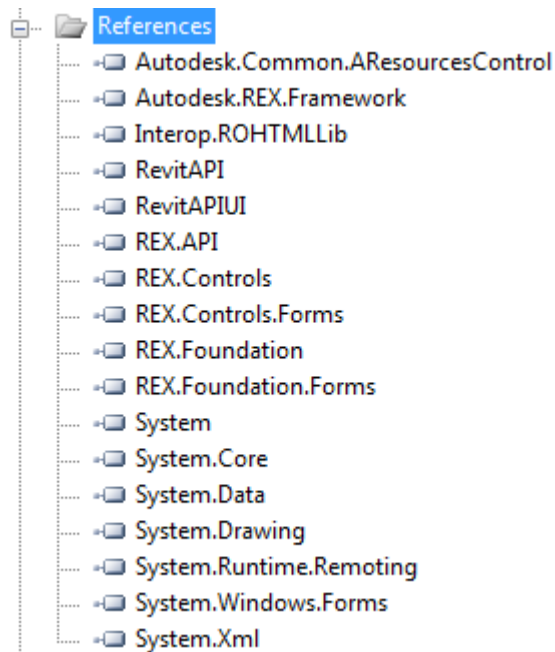 References
Autodesk.Common.AResourcesControl
Autodesk.REX.Framework
Interop.ROHTMLLib
RevitAPI
RevitAPIUI
REX.API
REX.Controls
REX.Controls.Forms
REX.Foundation
REX.Foundation.Forms
System
System.Core
System.Data
System.Drawing
System.Runtime.Remoting
System.Windows.Forms
System.Xml